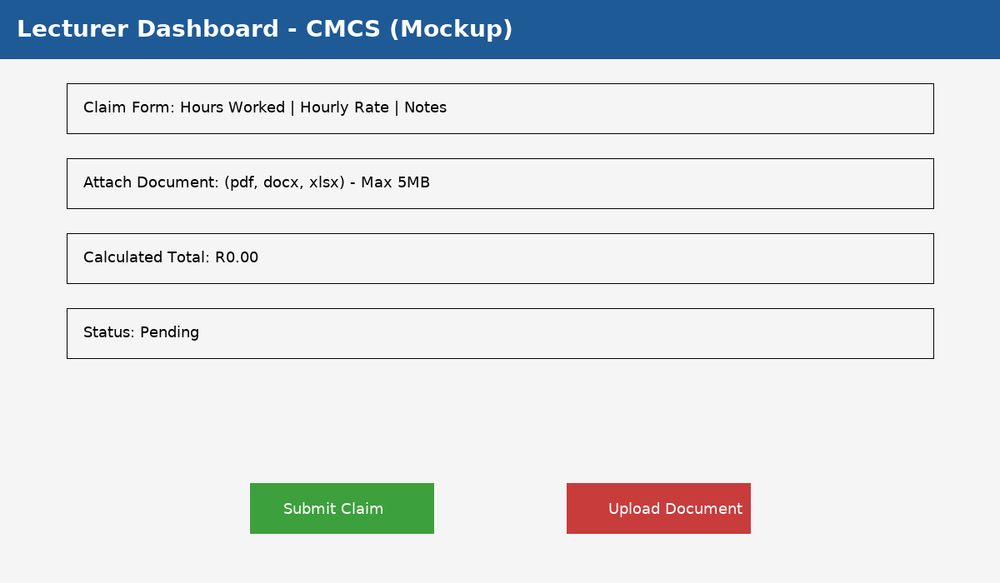 Lecturer Dashboard - CMCS (Mockup)
Claim Form: Hours Worked | Hourly Rate | Notes
Attach Document: (pdf, docx, xlsx) - Max 5MB
Calculated Total: R0.00
Status: Pending
Submit Claim
Upload Document